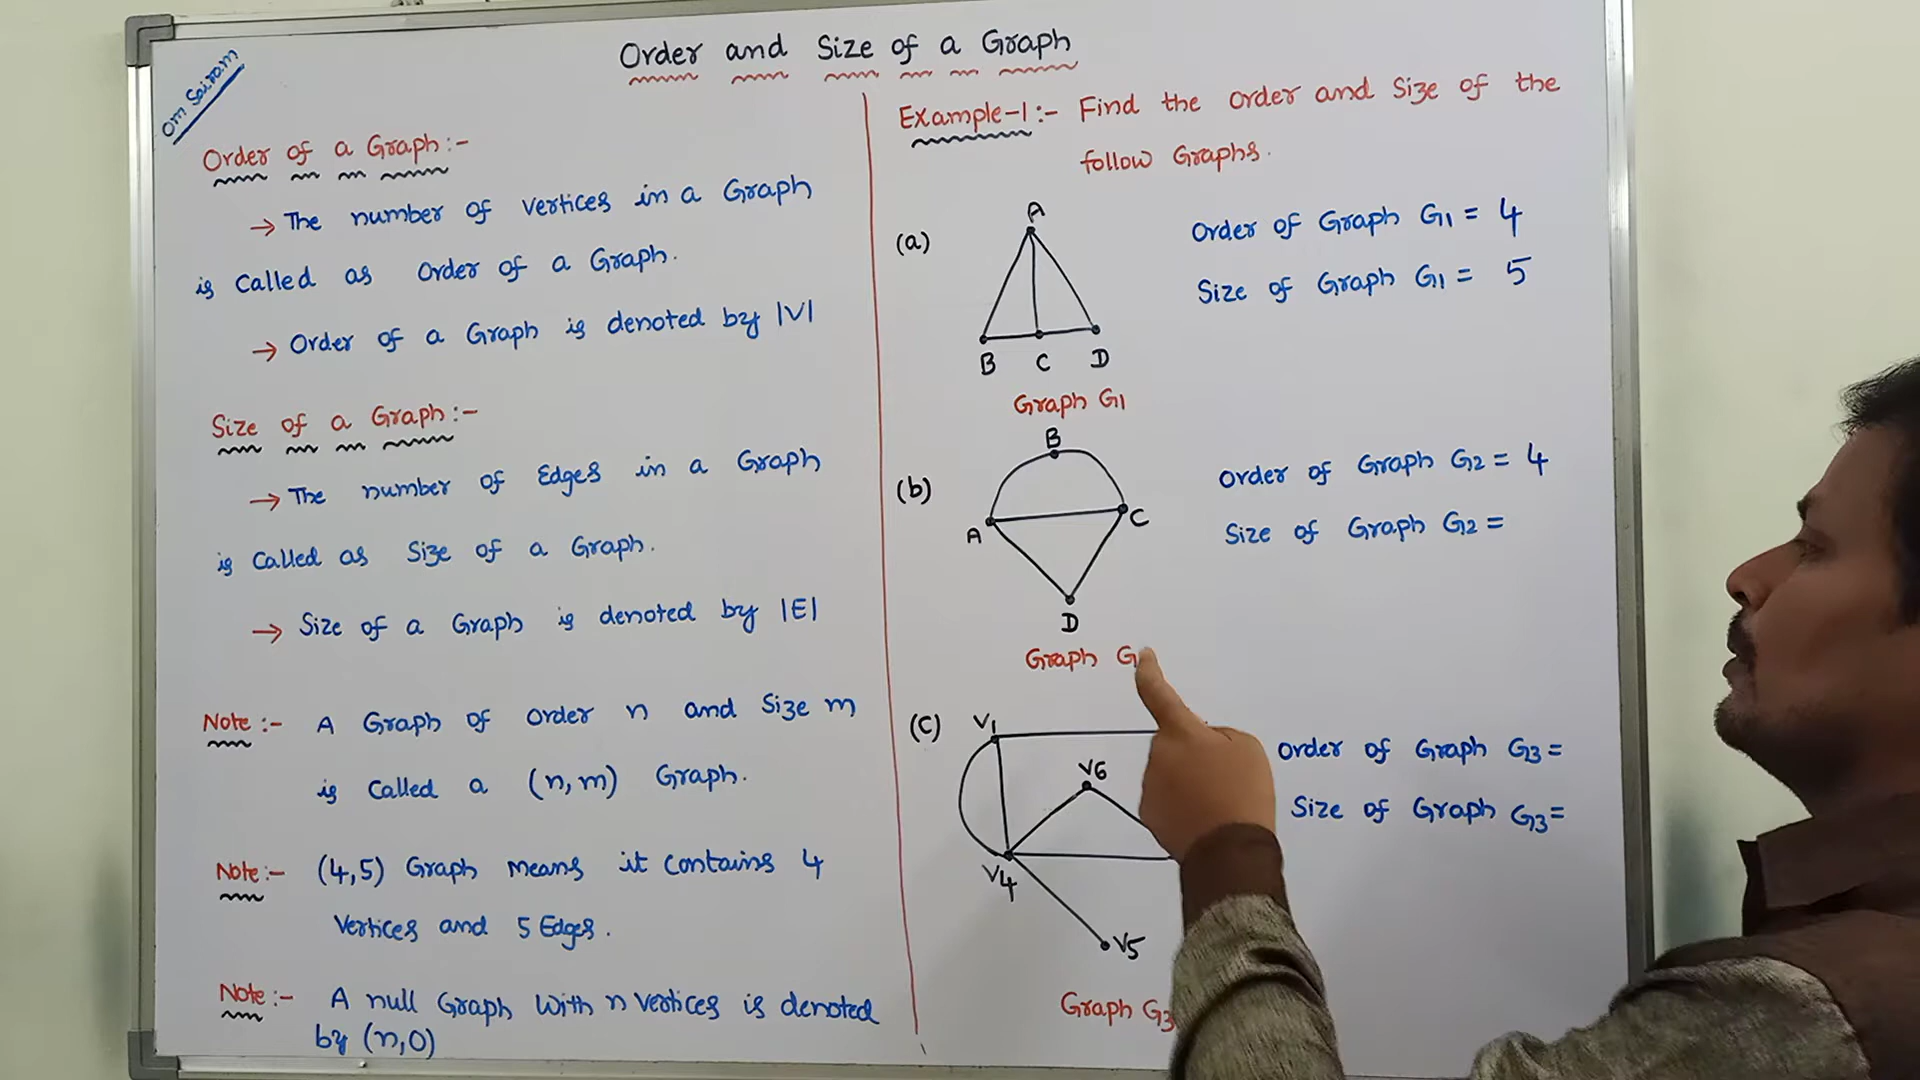 Order and Size of a Graph
Om Sairam
Order of a Graph:-
→ The number of vertices in a Graph
is called as Order of a Graph.
→ Order of a Graph is denoted by |V|
Size of a Graph:-
→ The number of Edges in a Graph
is called as Size of a Graph.
→ Size of a Graph is denoted by |E|
Note:- A Graph of order n and Size m
is called a (n,m) Graph.
Note:- (4,5) Graph means it contains 4
Vertices and 5 Edges.
Note:- A null Graph with n vertices is denoted
by (n,0)
Example-1:- Find the order and Size of the
follow Graphs.
(a)
A
B C D
Graph G1
Order of Graph G1 = 4
Size of Graph G1 = 5
(b)
B
A C
D
Graph G
Order of Graph G2 = 4
Size of Graph G2 =
(C)
V1
V6
V4
V5
Graph G3
Order of Graph G3=
Size of Graph G3=